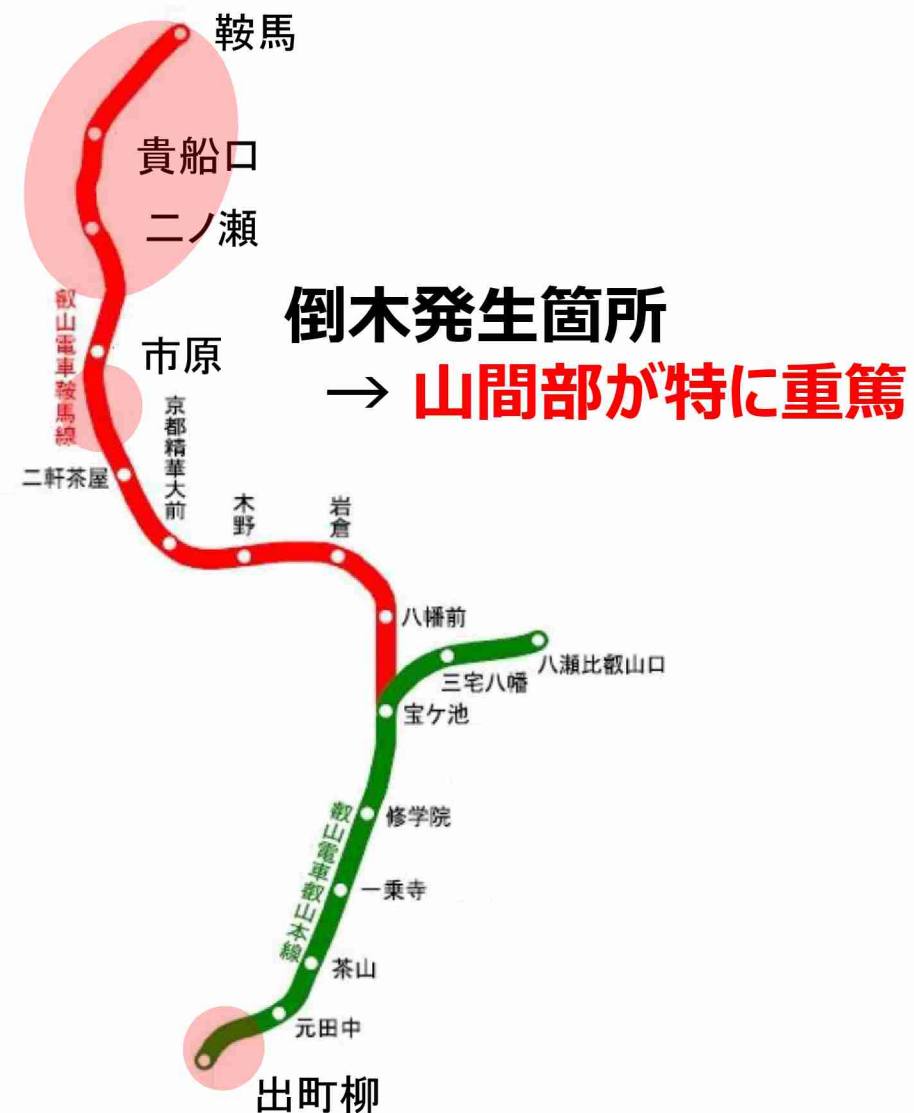 鞍馬
貴船口
二ノ瀬
倒木発生箇所
→ 山間部が特に重篤
叡山電車鞍馬線
市原
二軒茶屋
京都精華大前
木野
岩倉
八幡前
三宅八幡
八瀬比叡山口
宝ケ池
修学院
叡山電車叡山本線
一乗寺
茶山
元田中
出町柳